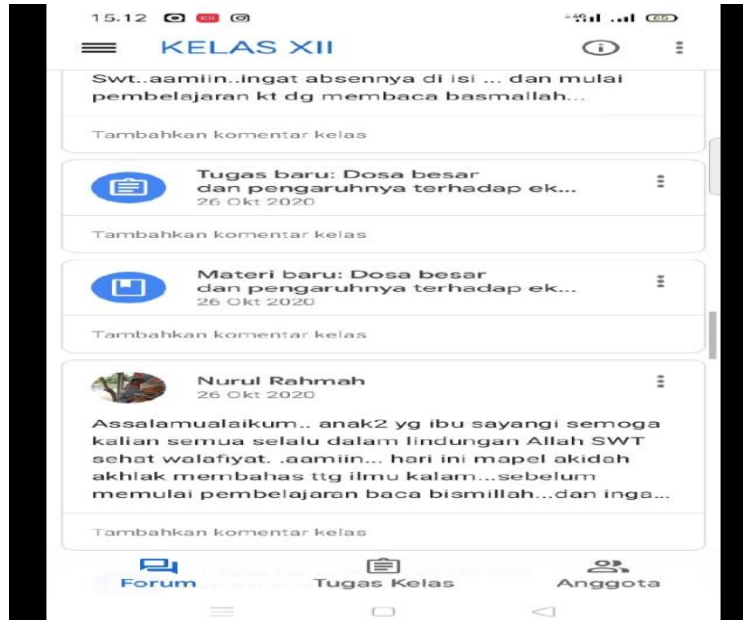 15.12
KELAS XII
Swt..aamiin..ingat absennya di isi ... dan mulai
pembelajaran kt dg membaca basmallah...
Tambahkan komentar kelas
Tugas baru: Dosa besar
dan pengaruhnya terhadap ek...
26 Okt 2020
Tambahkan komentar kelas
Materi baru: Dosa besar
dan pengaruhnya terhadap ek...
26 Okt 2020
Tambahkan komentar kelas
Nurul Rahmah
26 Okt 2020
Assalamualaikum.. anak2 yg ibu sayangi semoga
kalian semua selalu dalam lindungan Allah SWT
sehat walafiyat. .aamiin... hari ini mapel akidah
akhlak membahas ttg ilmu kalam...sebelum
memulai pembelajaran baca bismillah...dan inga...
Tambahkan komentar kelas
Forum
Tugas Kelas
Anggota